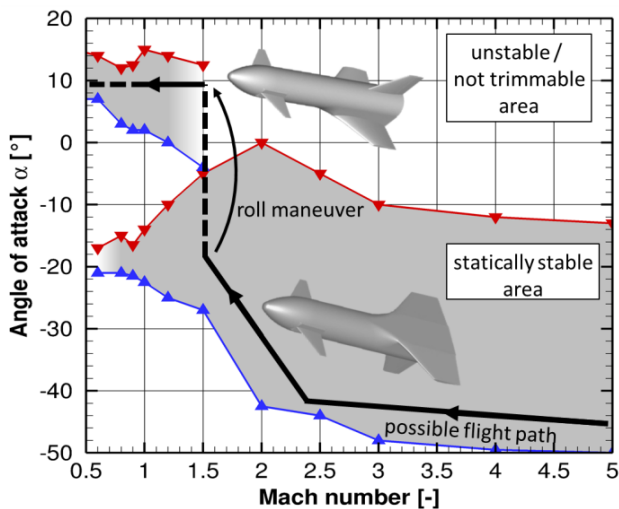 20
10
0
-10
-20
-30
-40
-50
Angle of attack α [°]
unstable /
not trimmable
area
roll maneuver
statically stable
area
possible flight path
0.5 1 1.5 2 2.5 3 3.5 4 4.5 5
Mach number [-]